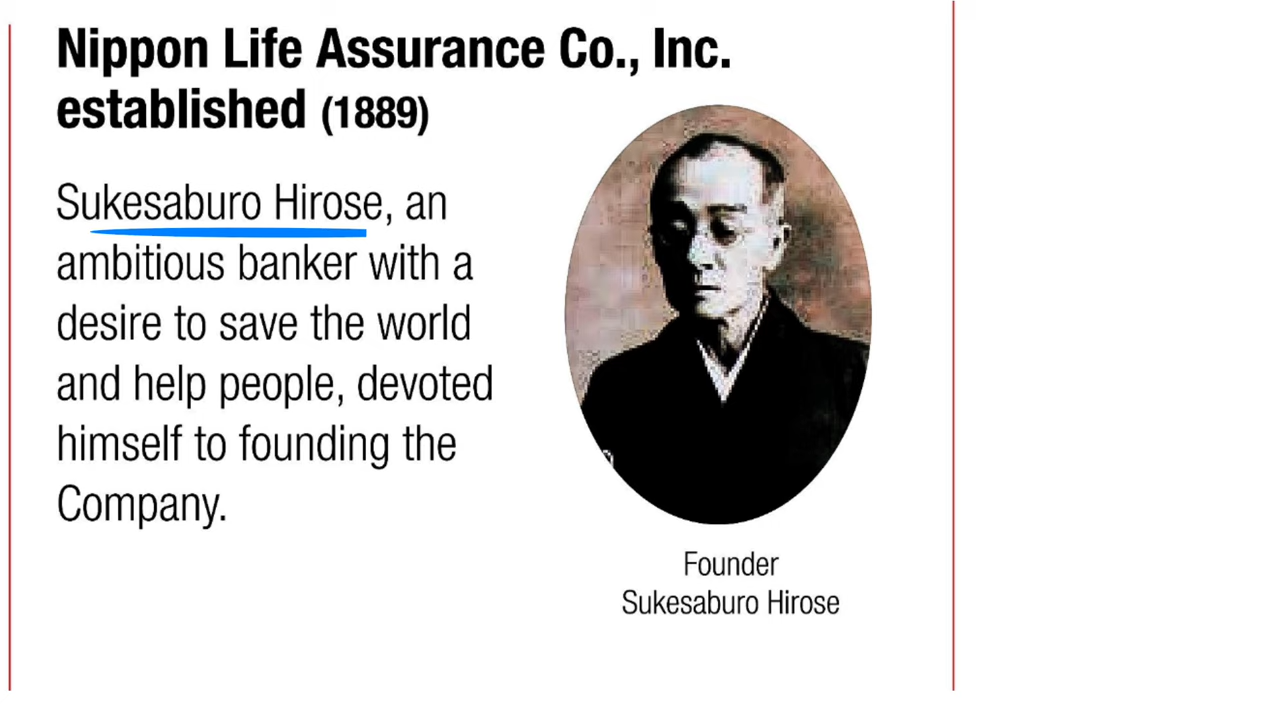 Nippon Life Assurance Co., Inc.
established (1889)
Sukesaburo Hirose, an
ambitious banker with a
desire to save the world
and help people, devoted
himself to founding the
Company.
Founder
Sukesaburo Hirose